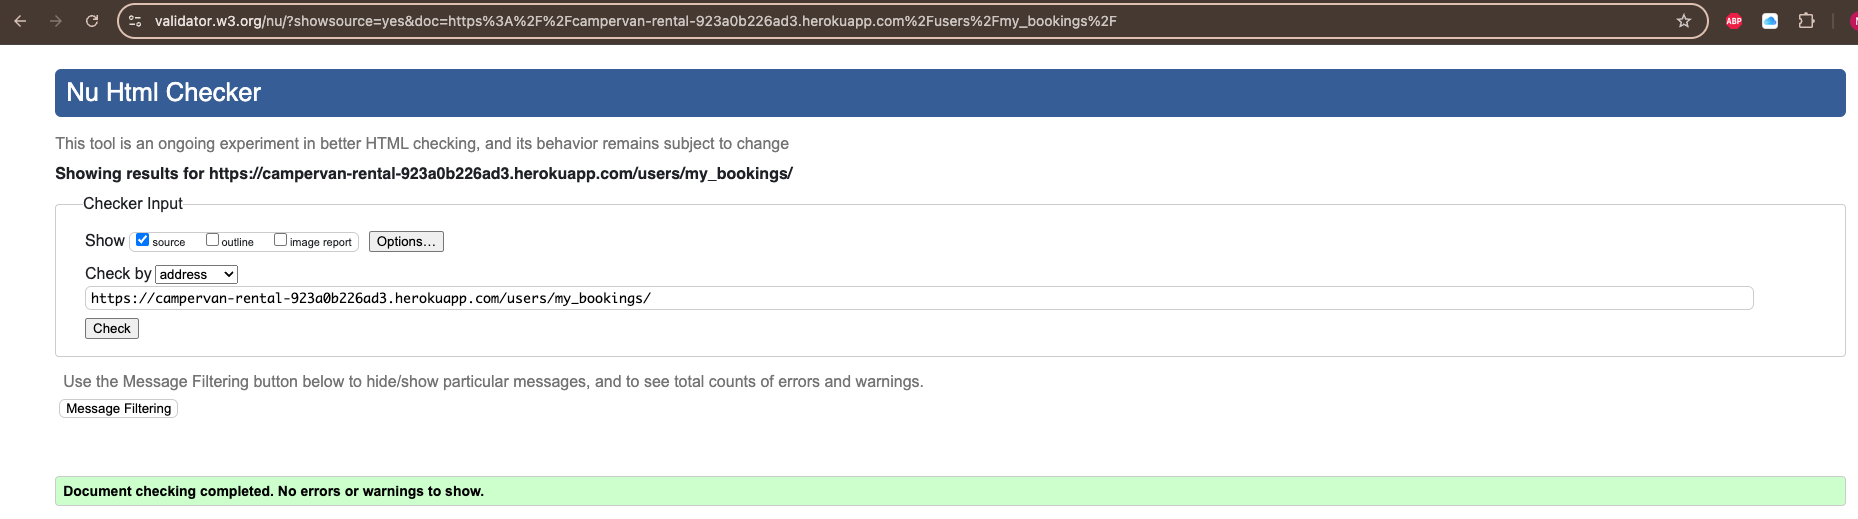 validator.w3.org/nu/?showsource=yes&doc=https%3A%2F%2Fcampervan-rental-923a0b226ad3.herokuapp.com%2Fusers%2Fmy_bookings%2F
ABP
Nu Html Checker
This tool is an ongoing experiment in better HTML checking, and its behavior remains subject to change
Showing results for https://campervan-rental-923a0b226ad3.herokuapp.com/users/my_bookings/
Checker Input
Show source outline image report Options...
Check by address
https://campervan-rental-923a0b226ad3.herokuapp.com/users/my_bookings/
Check
Use the Message Filtering button below to hide/show particular messages, and to see total counts of errors and warnings.
Message Filtering
Document checking completed. No errors or warnings to show.